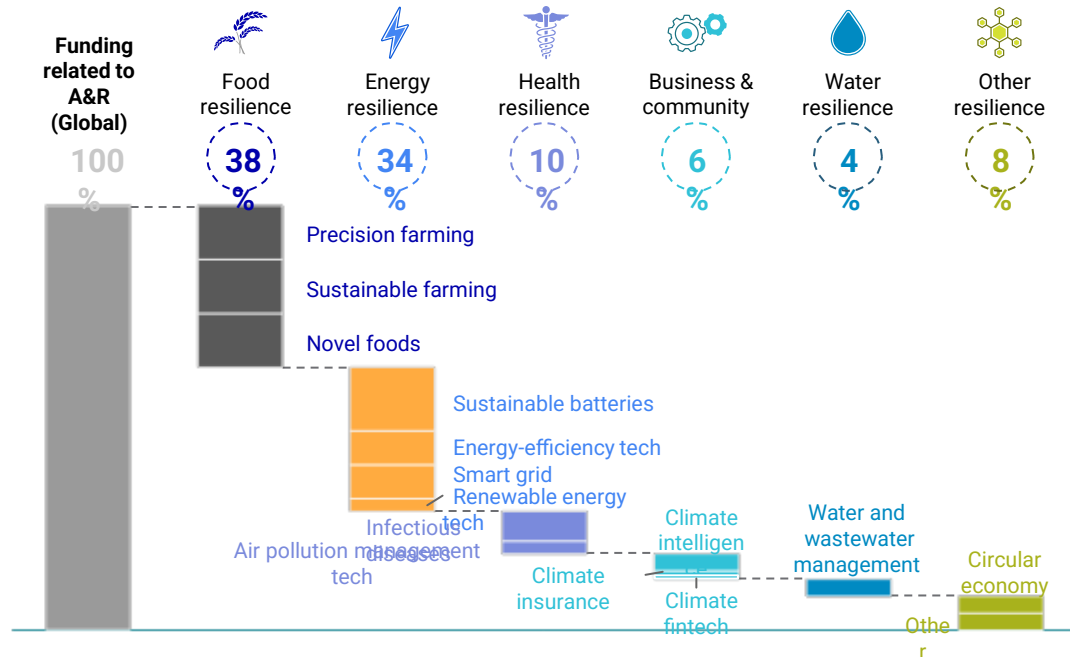 Funding
related to
A&R
(Global)
100
%
Food
resilience
38
%
Energy
resilience
34
%
Health
resilience
10
%
Business &
community
6
%
Water
resilience
4
%
Other
resilience
8
%
Precision farming
Sustainable farming
Novel foods
Sustainable batteries
Energy-efficiency tech
Smart grid
Renewable energy
tech
Infectious
diseases
Air pollution management
tech
Climate
intelligen
Climate
insurance
Climate
fintech
Water and
wastewater
management
Circular
economy
Othe
r